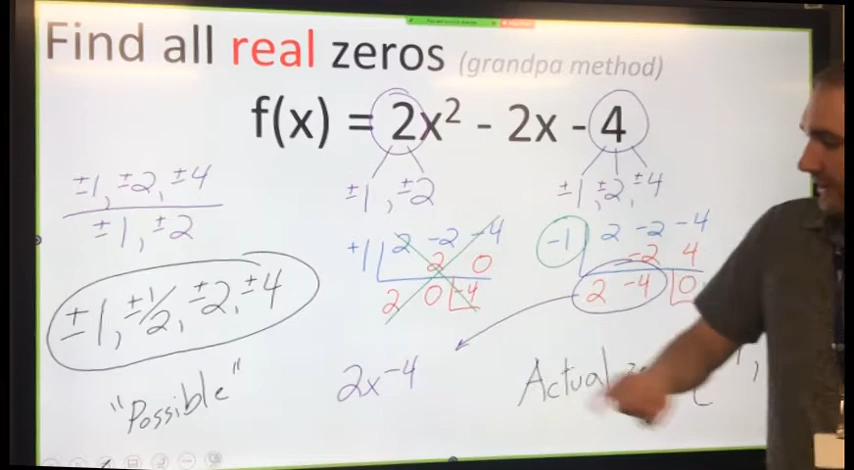 Find all real zeros (grandpa method)
f(x) = 2x² - 2x - 4
±1, ±2, ±4
±1, ±2
±1, ±2
±1, ±2, ±4
+1 2 -2 -4
2 0
2 0 -4
-1 2 -2 -4
-2 4
2 -4 0
±1, ±1/2, ±2, ±4
"Possible"
2x-4
Actual